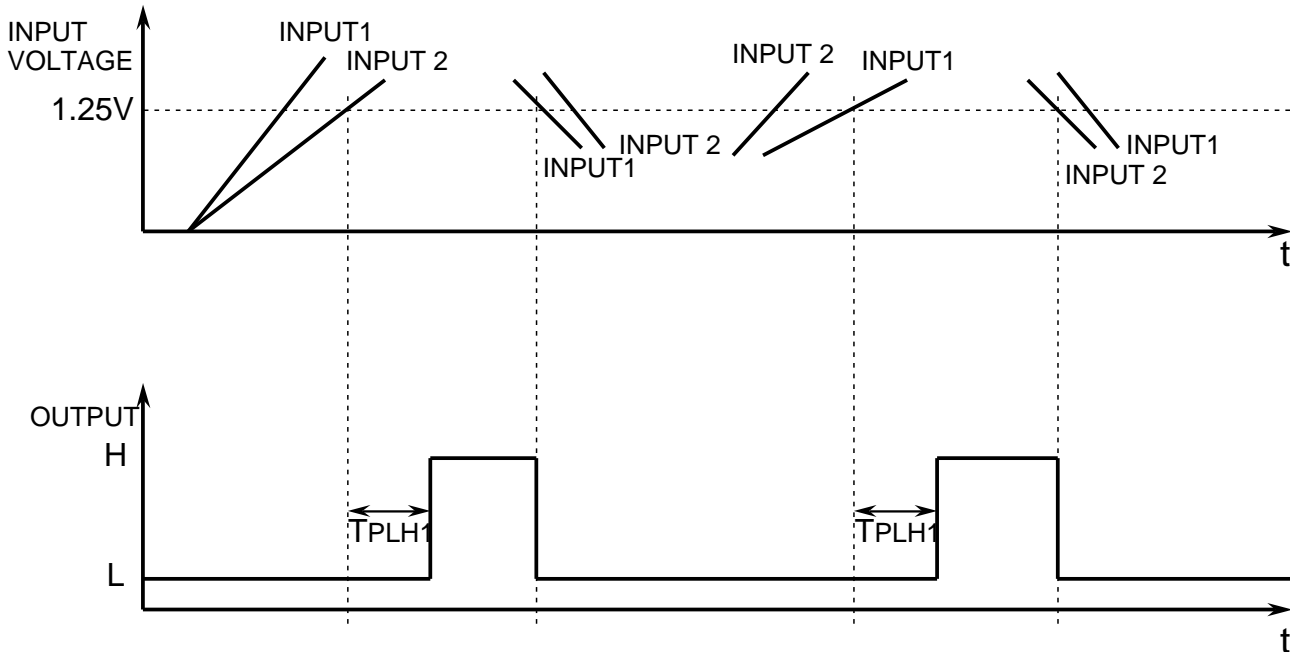 INPUT
VOLTAGE
INPUT1
INPUT 2
INPUT 2
INPUT1
1.25V
INPUT 2
INPUT1
INPUT1
INPUT 2
t
OUTPUT
H
TPLH1
TPLH1
L
t